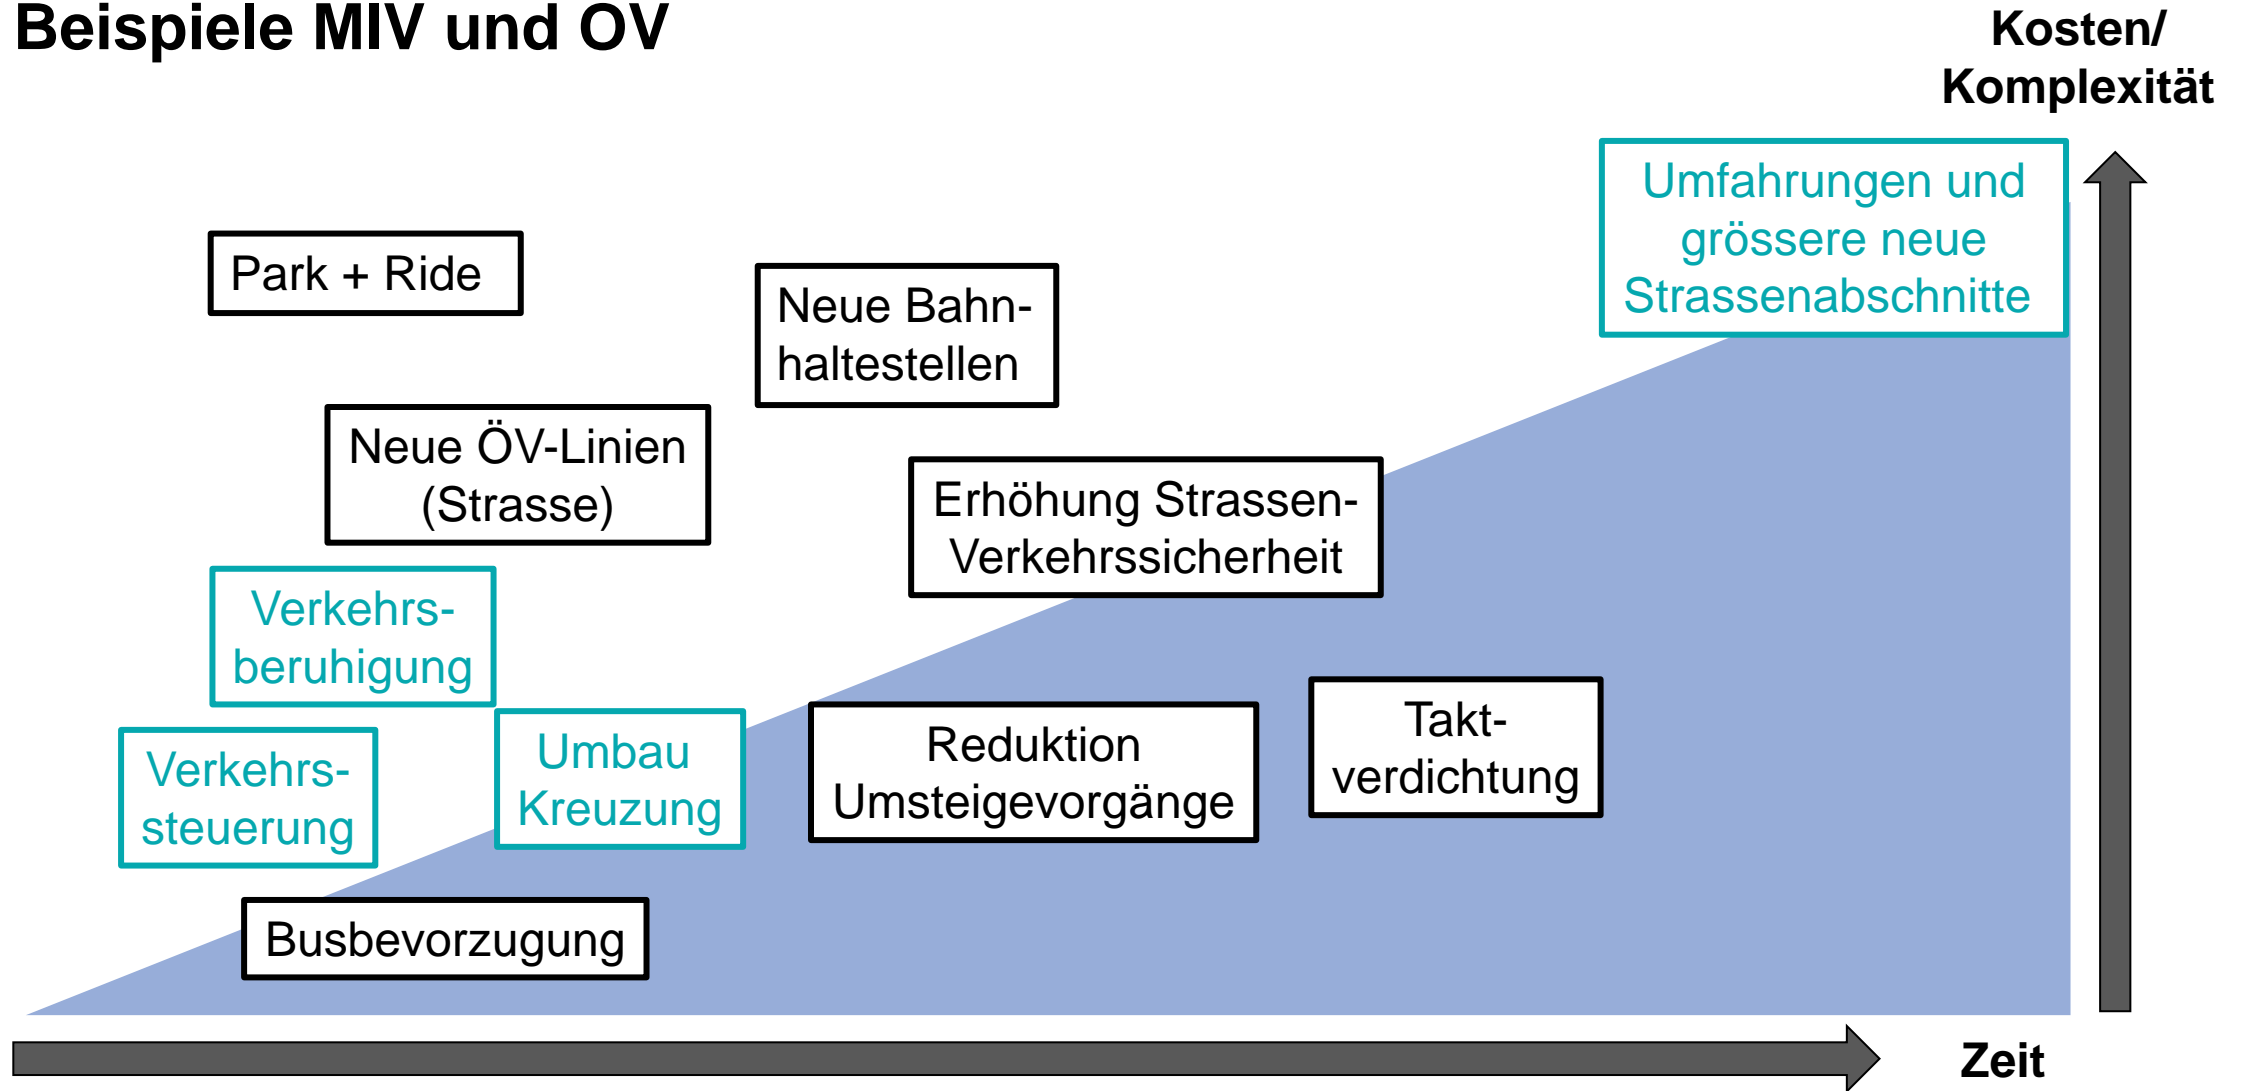 Beispiele MIV und ÖV
Kosten/
Komplexität
Umfahrungen und
grössere neue
Strassenabschnitte
Park + Ride
Neue Bahn-
haltestellen
Neue ÖV-Linien
(Strasse)
Erhöhung Strassen-
Verkehrssicherheit
Verkehrs-
beruhigung
Takt-
verdichtung
Reduktion
Umsteigevorgänge
Umbau
Kreuzung
Verkehrs-
steuerung
Busbevorzugung
Zeit